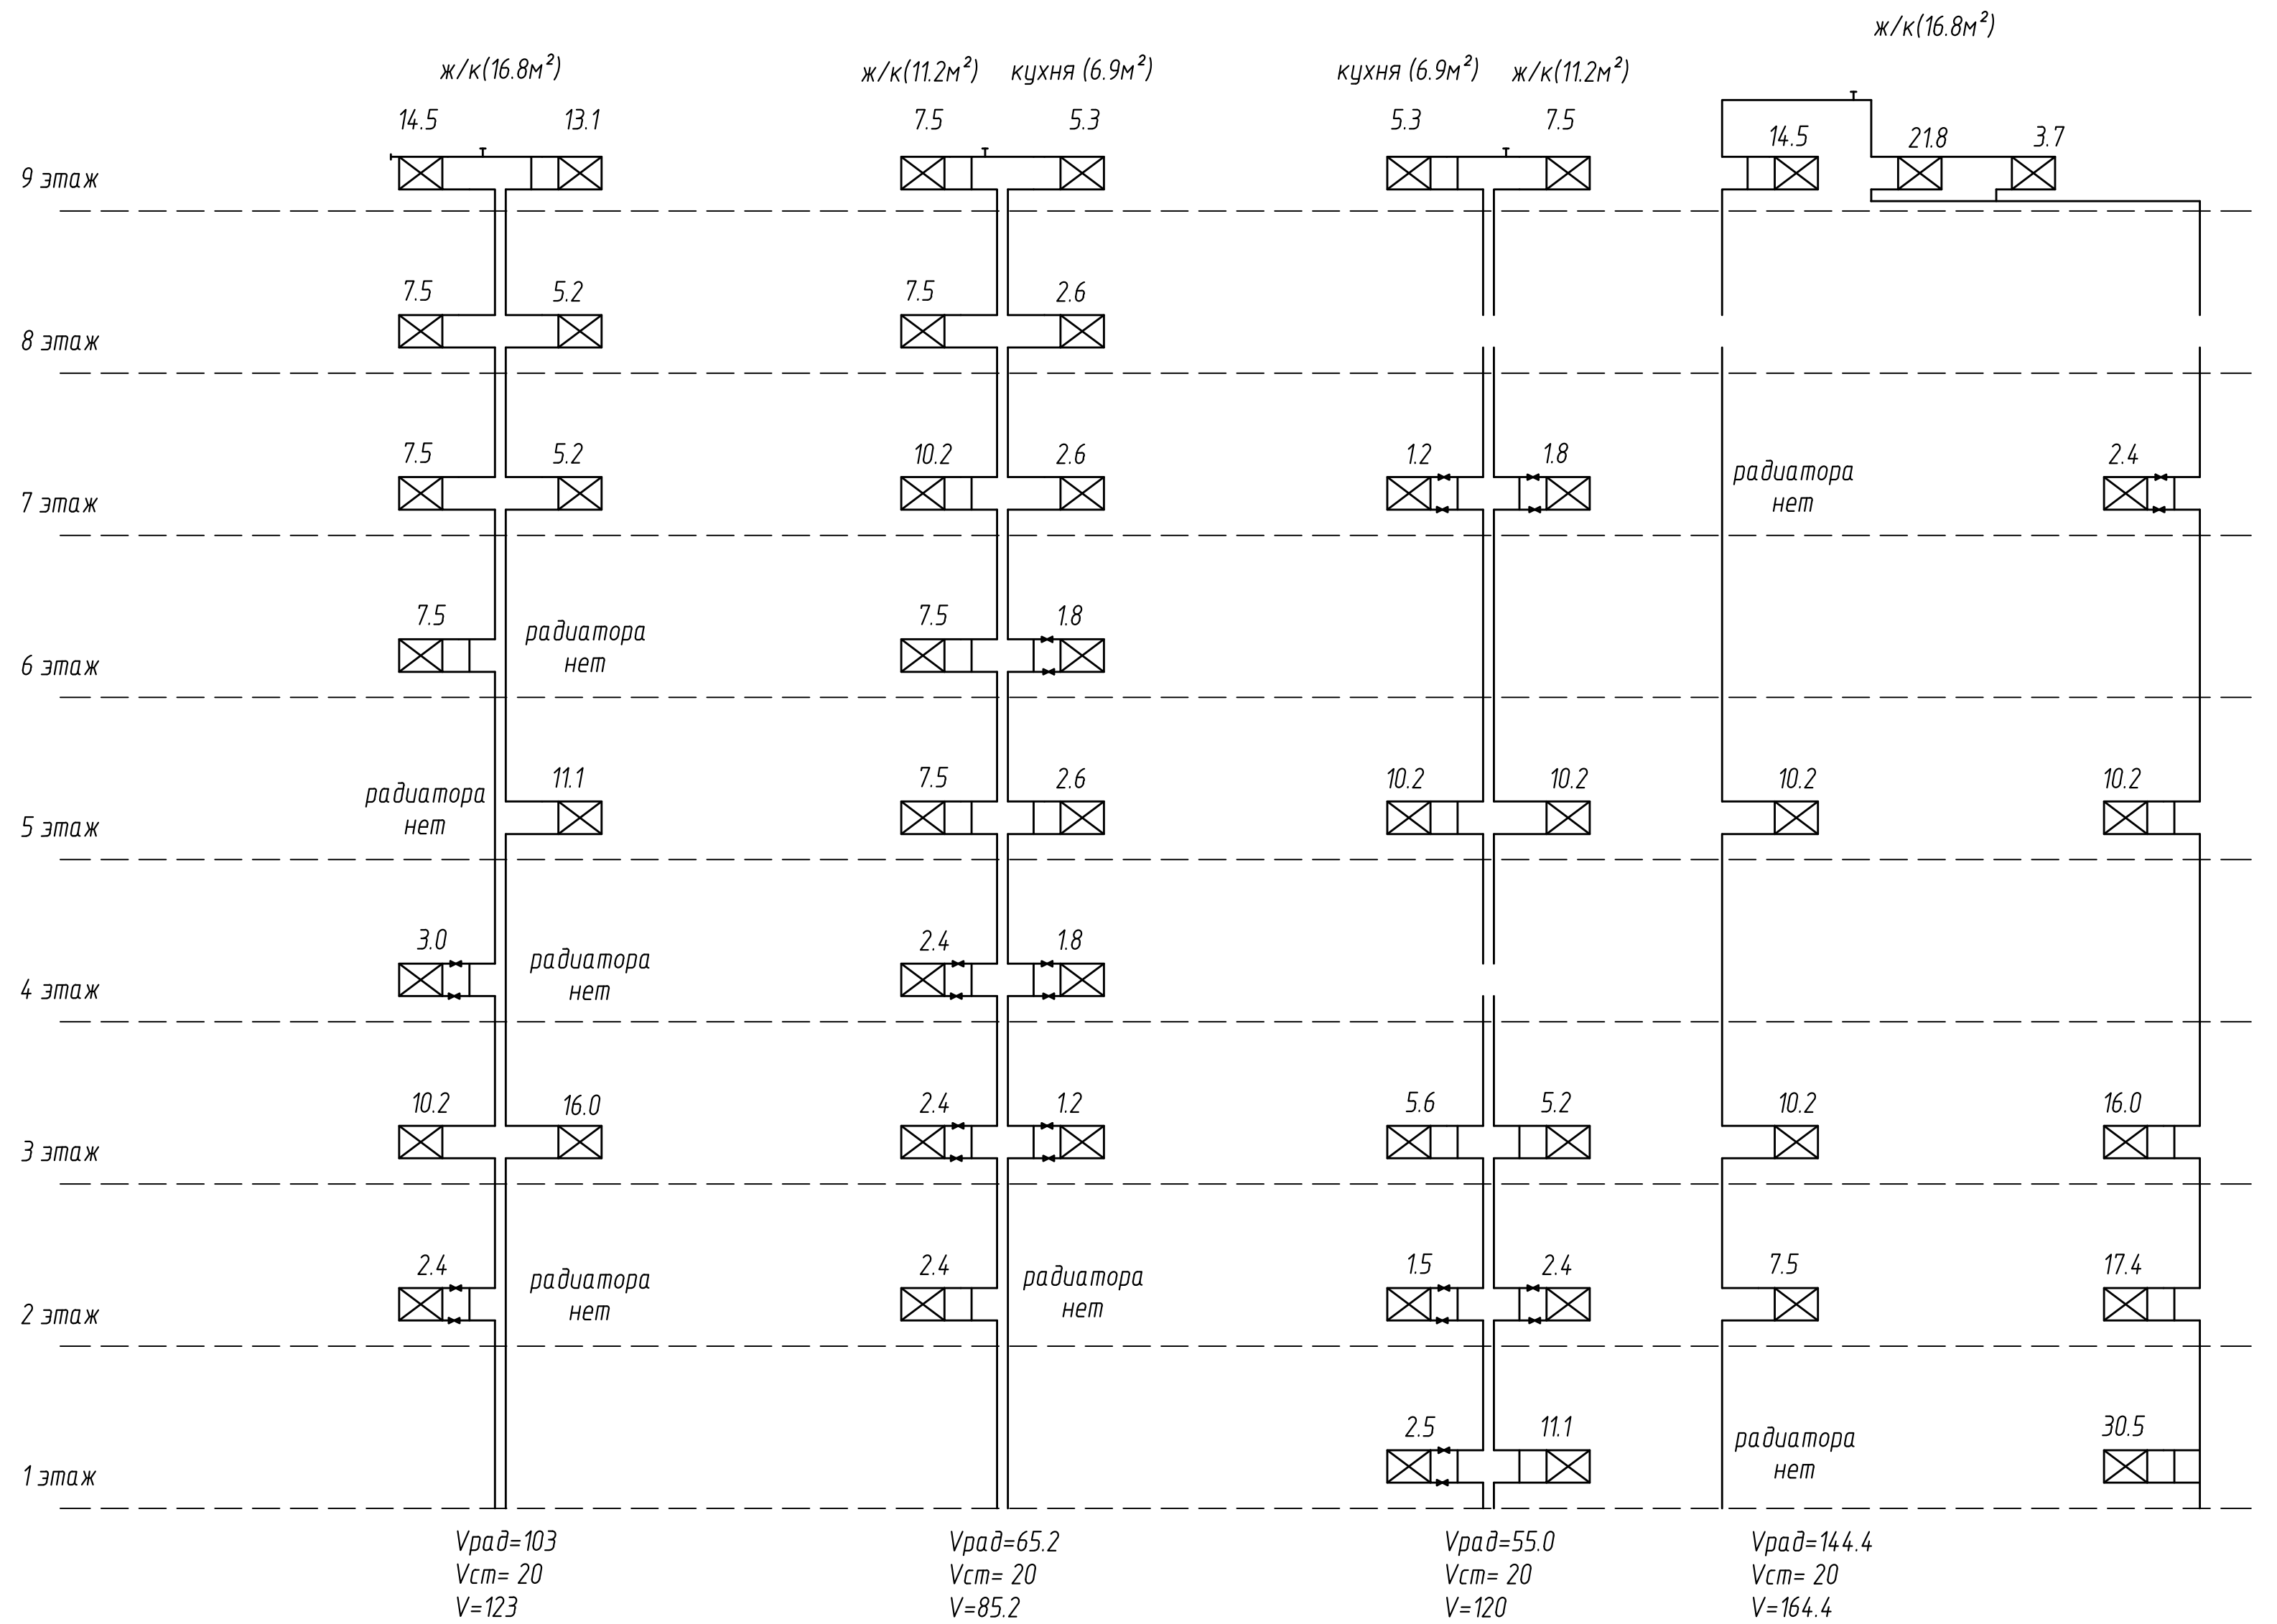 ж/к(16.8м²)
ж/к(16.8м²)
ж/к(11.2м²) кухня (6.9м²)
кухня (6.9м²) ж/к(11.2м²)
14.5 13.1 7.5 5.3 5.3 7.5 14.5 21.8 3.7
9 этаж
7.5 5.2 7.5 2.6
8 этаж
7.5 5.2 10.2 2.6 1.2 1.8 2.4
радиатора
нет
7 этаж
7.5 7.5 1.8
радиатора
нет
6 этаж
11.1 7.5 2.6 10.2 10.2 10.2 10.2
радиатора
нет
5 этаж
3.0 2.4 1.8
радиатора
нет
4 этаж
10.2 16.0 2.4 1.2 5.6 5.2 10.2 16.0
3 этаж
2.4 2.4 1.5 2.4 7.5 17.4
радиатора
нет
радиатора
нет
2 этаж
2.5 11.1 30.5
радиатора
нет
1 этаж
Vрад=103
Vст= 20
V=123
Vрад=65.2
Vст= 20
V=85.2
Vрад=55.0
Vст= 20
V=120
Vрад=144.4
Vст= 20
V=164.4